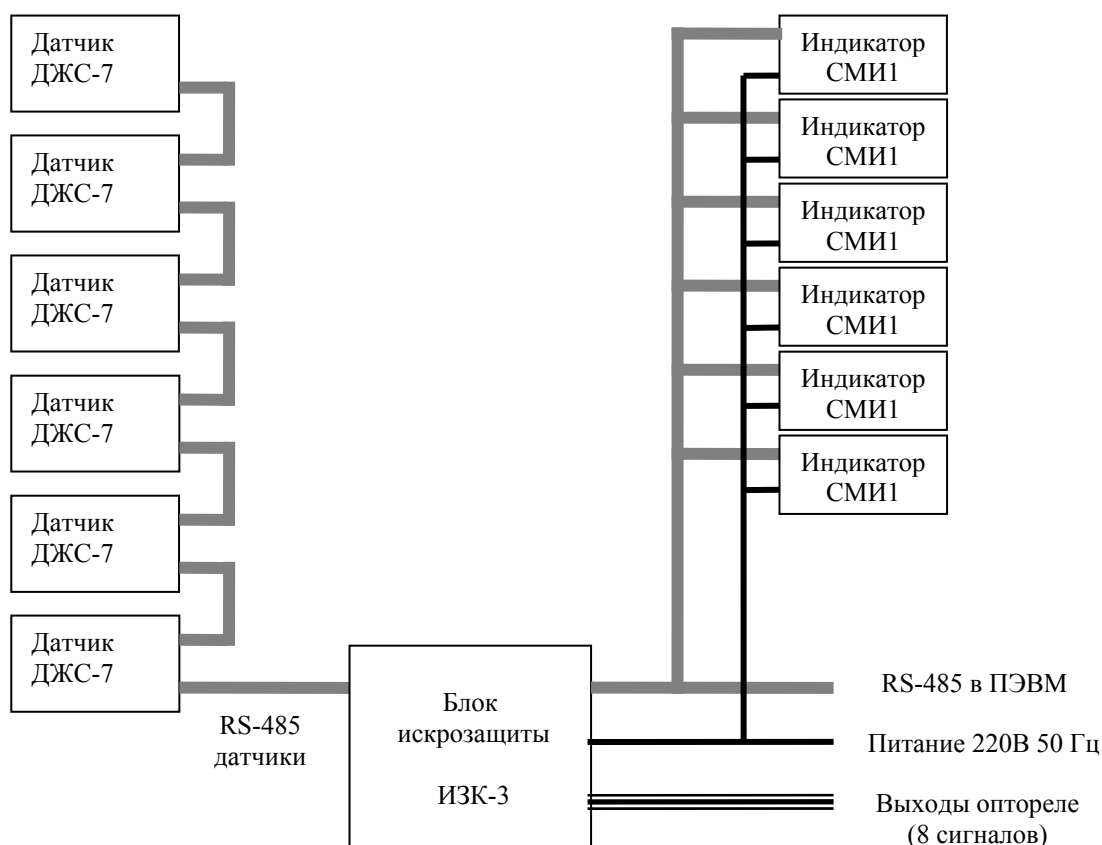 Датчик
ДЖС-7
Датчик
ДЖС-7
Датчик
ДЖС-7
Датчик
ДЖС-7
Датчик
ДЖС-7
Датчик
ДЖС-7
RS-485
датчики
Блок
искрозащиты
ИЗК-3
Индикатор
СМИ1
Индикатор
СМИ1
Индикатор
СМИ1
Индикатор
СМИ1
Индикатор
СМИ1
Индикатор
СМИ1
RS-485 в ПЭВМ
Питание 220В 50 Гц
Выходы оптореле
(8 сигналов)